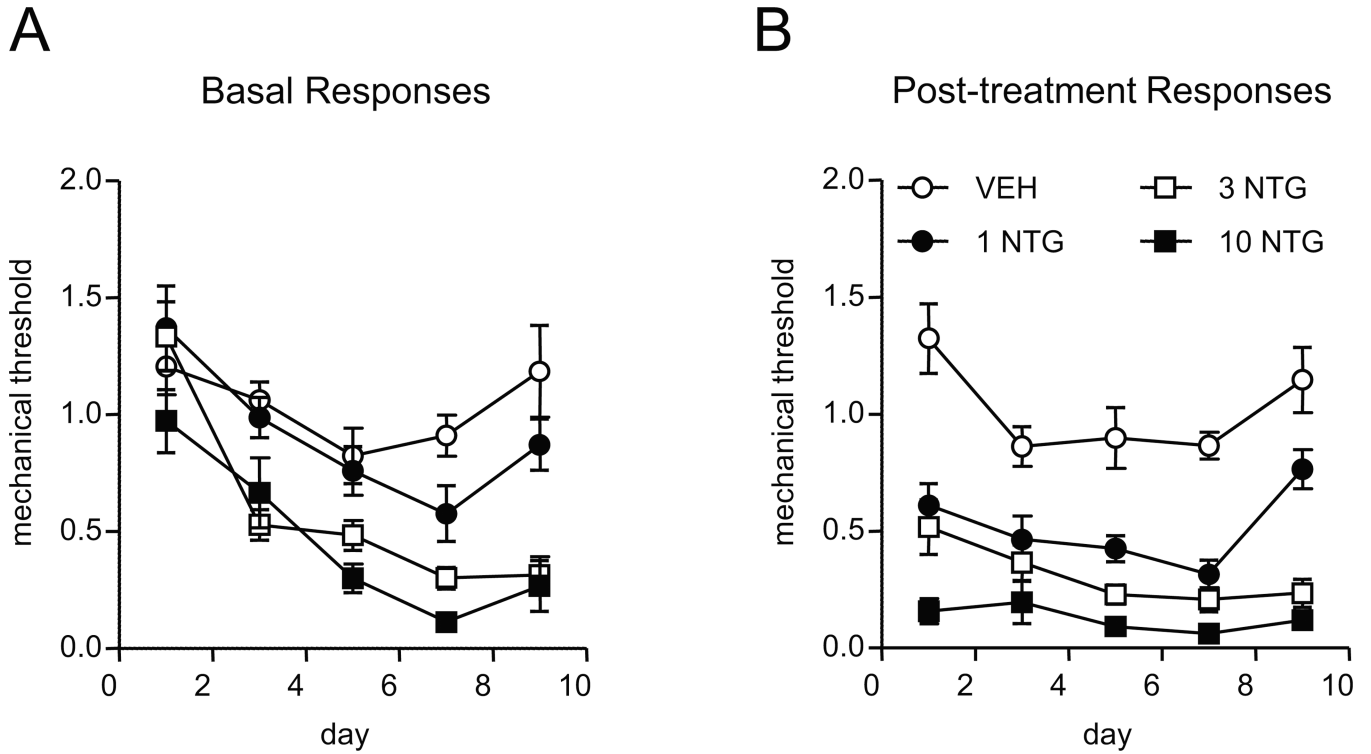 A
Basal Responses
mechanical threshold
2.0
1.5
1.0
0.5
0.0
0 2 4 6 8 10
day
B
Post-treatment Responses
VEH 3 NTG
1 NTG 10 NTG
mechanical threshold
2.0
1.5
1.0
0.5
0.0
0 2 4 6 8 10
day